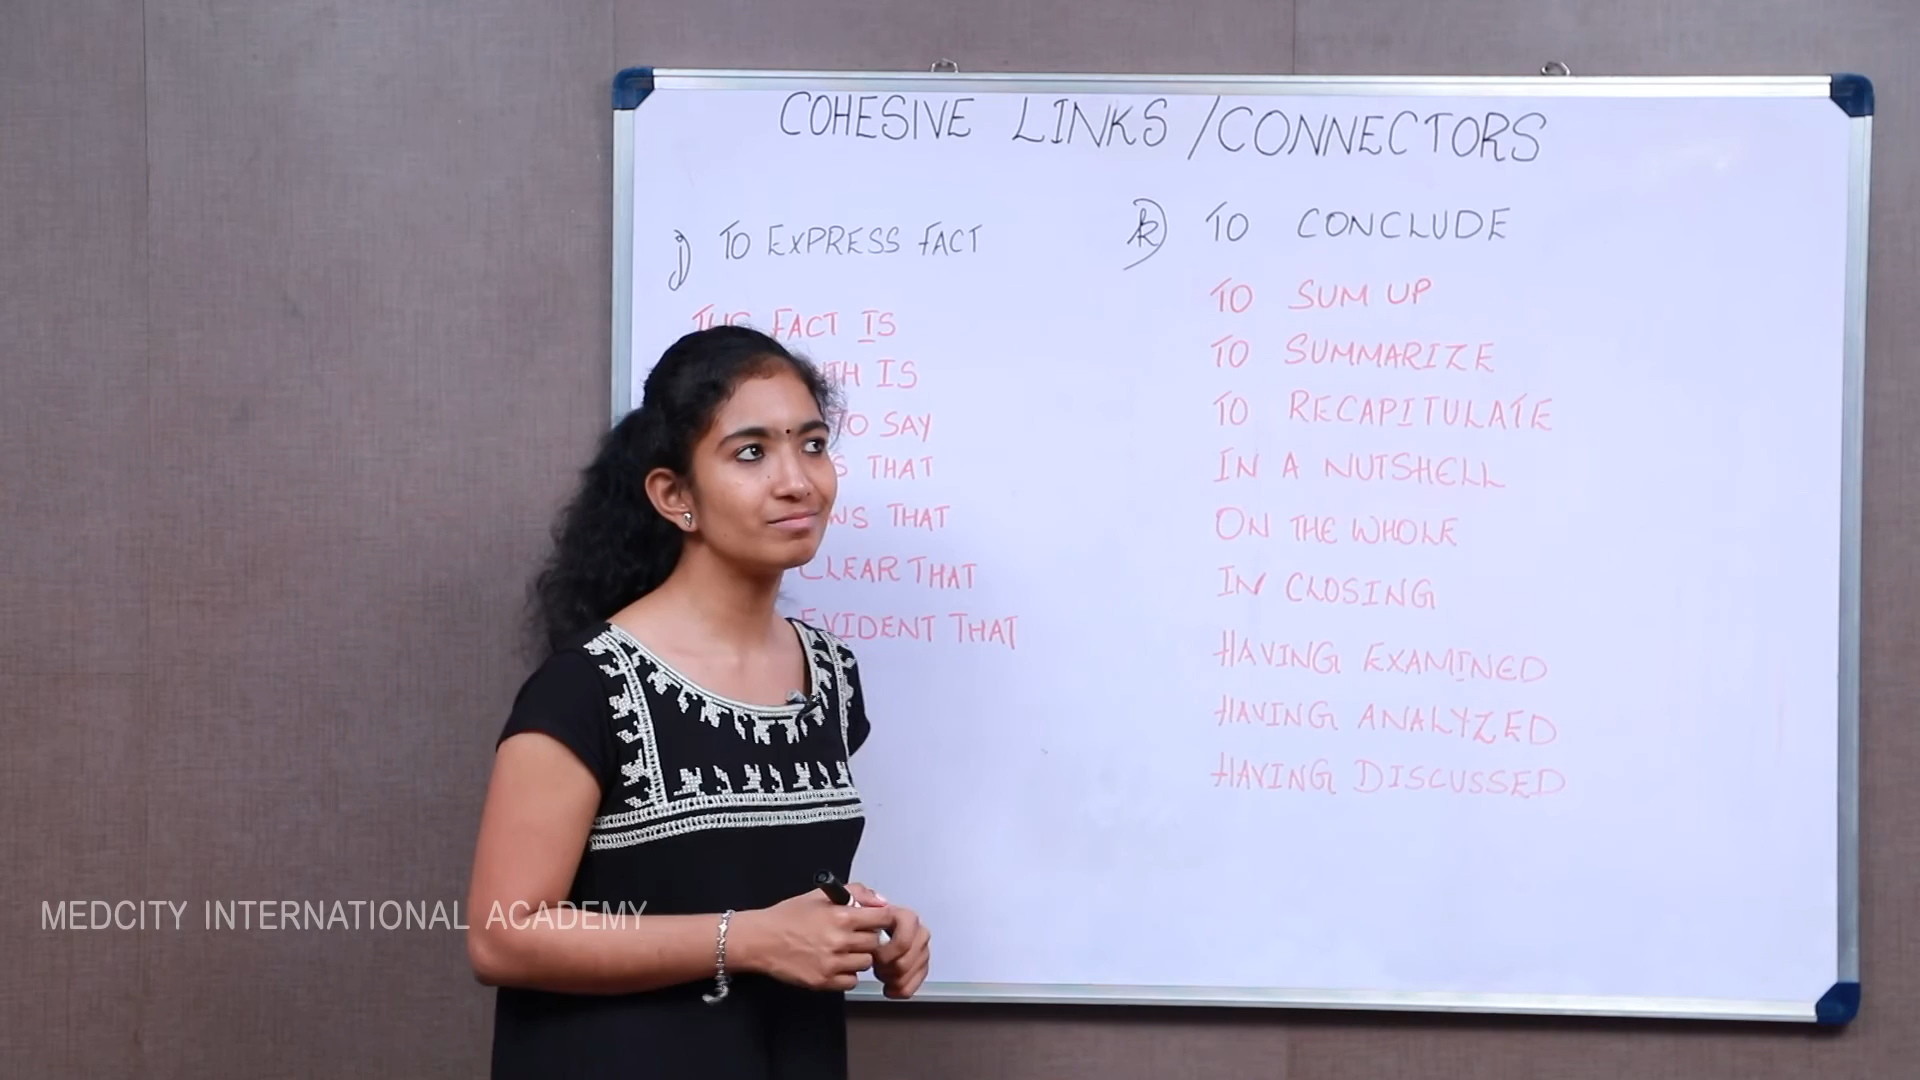 COHESIVE LINKS / CONNECTORS
j) TO EXPRESS FACT
THE FACT IS
IS
TO SAY
THAT
THAT
CLEAR THAT
EVIDENT THAT
k) TO CONCLUDE
TO SUM UP
TO SUMMARIZE
TO RECAPITULATE
IN A NUTSHELL
ON THE WHOLE
IN CLOSING
HAVING EXAMINED
HAVING ANALYZED
HAVING DISCUSSED
MEDCITY INTERNATIONAL ACADEMY